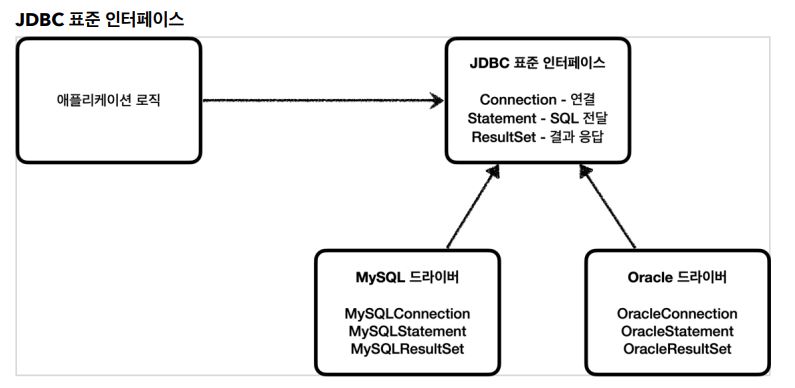 JDBC 표준 인터페이스
애플리케이션 로직
JDBC 표준 인터페이스
Connection - 연결
Statement - SQL 전달
ResultSet - 결과 응답
MySQL 드라이버
MySQLConnection
MySQLStatement
MySQLResultSet
Oracle 드라이버
OracleConnection
OracleStatement
OracleResultSet